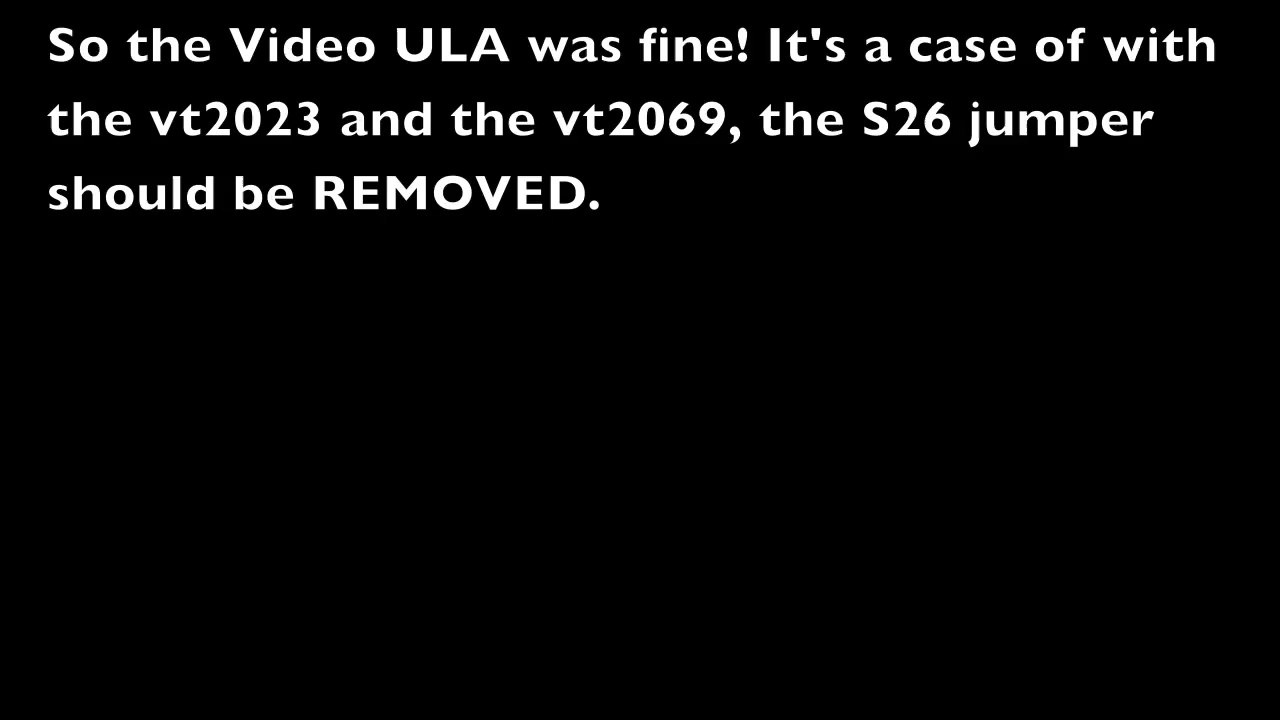 So the Video ULA was fine! It's a case of with
the vt2023 and the vt2069, the S26 jumper
should be REMOVED.